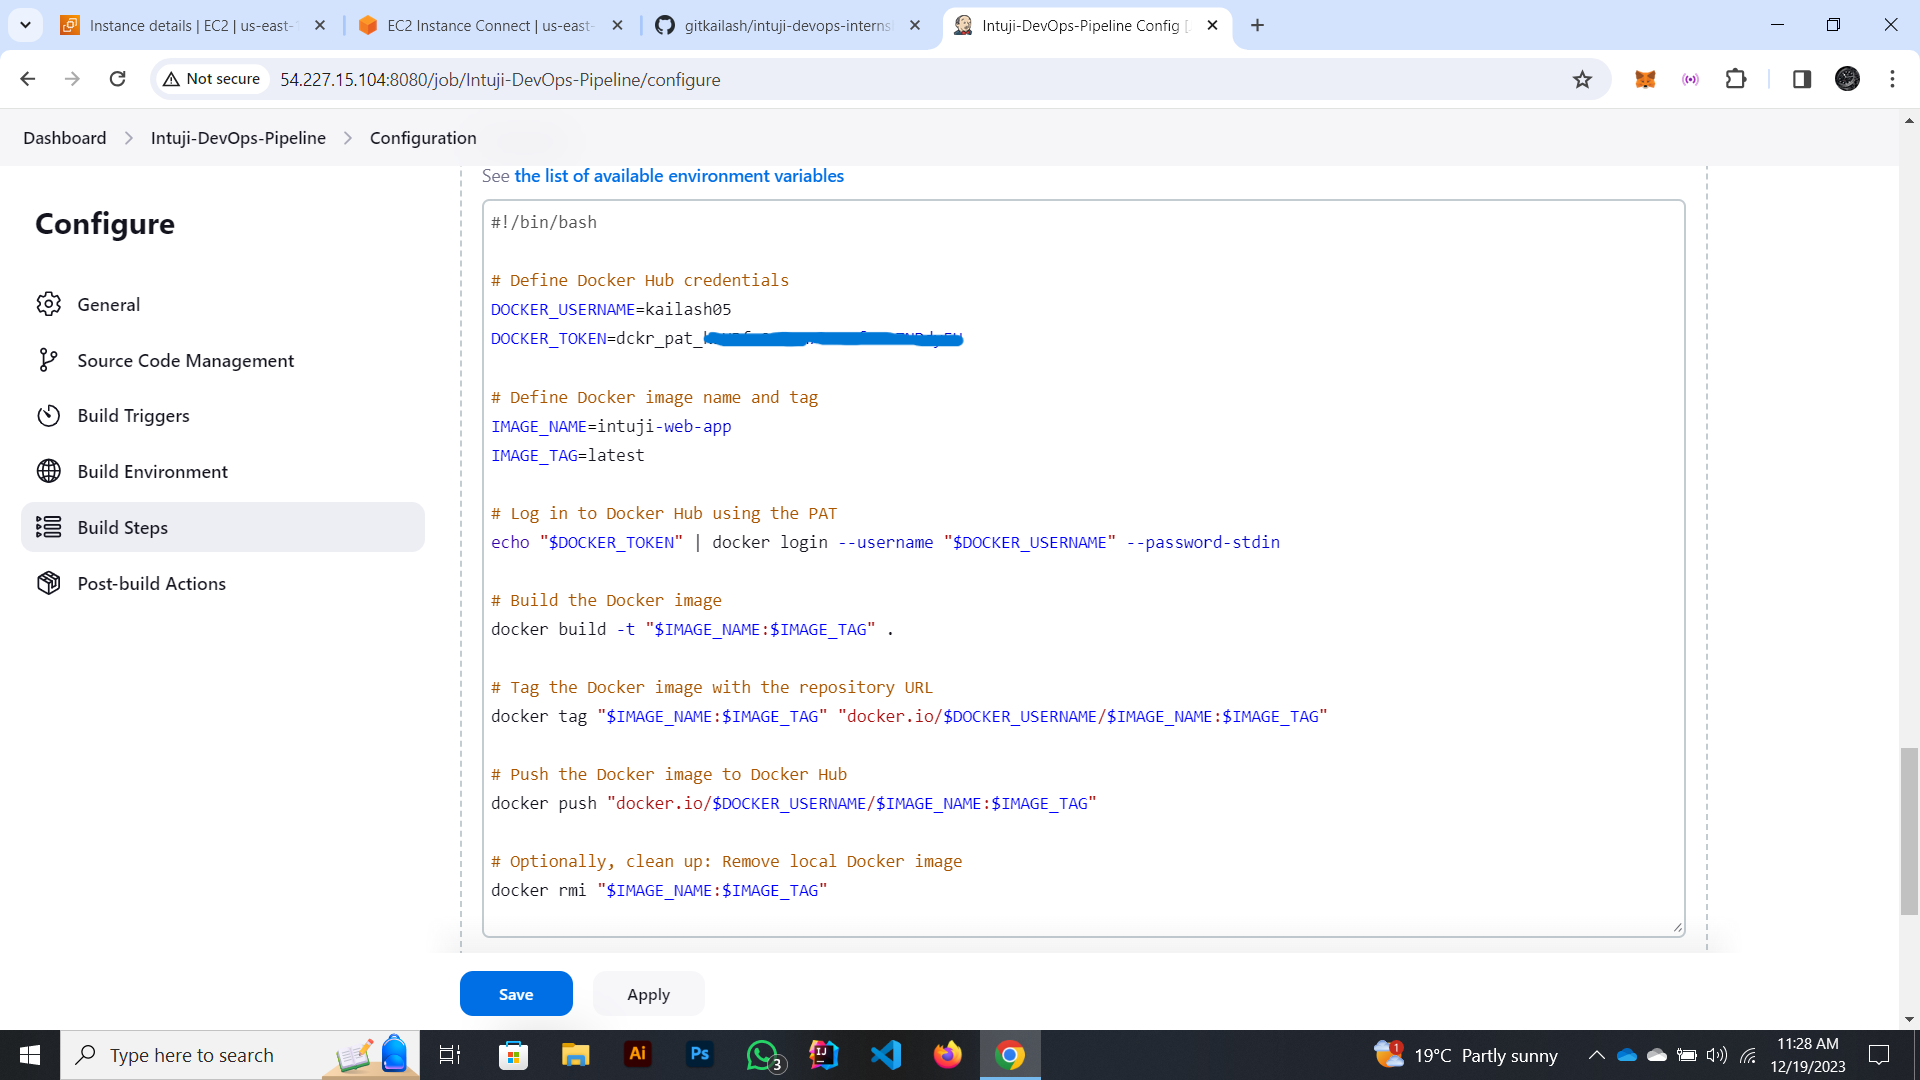 Instance details | EC2 | us-east-1
EC2 Instance Connect | us-east-
gitkailash/intuji-devops-interns
Intuji-DevOps-Pipeline Config [
Not secure
54.227.15.104:8080/job/Intuji-DevOps-Pipeline/configure
Dashboard
Intuji-DevOps-Pipeline
Configuration
See the list of available environment variables
Configure
General
Source Code Management
Build Triggers
Build Environment
Build Steps
Post-build Actions
#!/bin/bash
# Define Docker Hub credentials
DOCKER_USERNAME=kailash05
DOCKER_TOKEN=dckr_pat_
# Define Docker image name and tag
IMAGE_NAME=intuji-web-app
IMAGE_TAG=latest
# Log in to Docker Hub using the PAT
echo "$DOCKER_TOKEN" | docker login --username "$DOCKER_USERNAME" --password-stdin
# Build the Docker image
docker build -t "$IMAGE_NAME:$IMAGE_TAG" .
# Tag the Docker image with the repository URL
docker tag "$IMAGE_NAME:$IMAGE_TAG" "docker.io/$DOCKER_USERNAME/$IMAGE_NAME:$IMAGE_TAG"
# Push the Docker image to Docker Hub
docker push "docker.io/$DOCKER_USERNAME/$IMAGE_NAME:$IMAGE_TAG"
# Optionally, clean up: Remove local Docker image
docker rmi "$IMAGE_NAME:$IMAGE_TAG"
Save
Apply
Type here to search
Ai
Ps
3
IJ
1
19°C Partly sunny
11:28 AM
12/19/2023